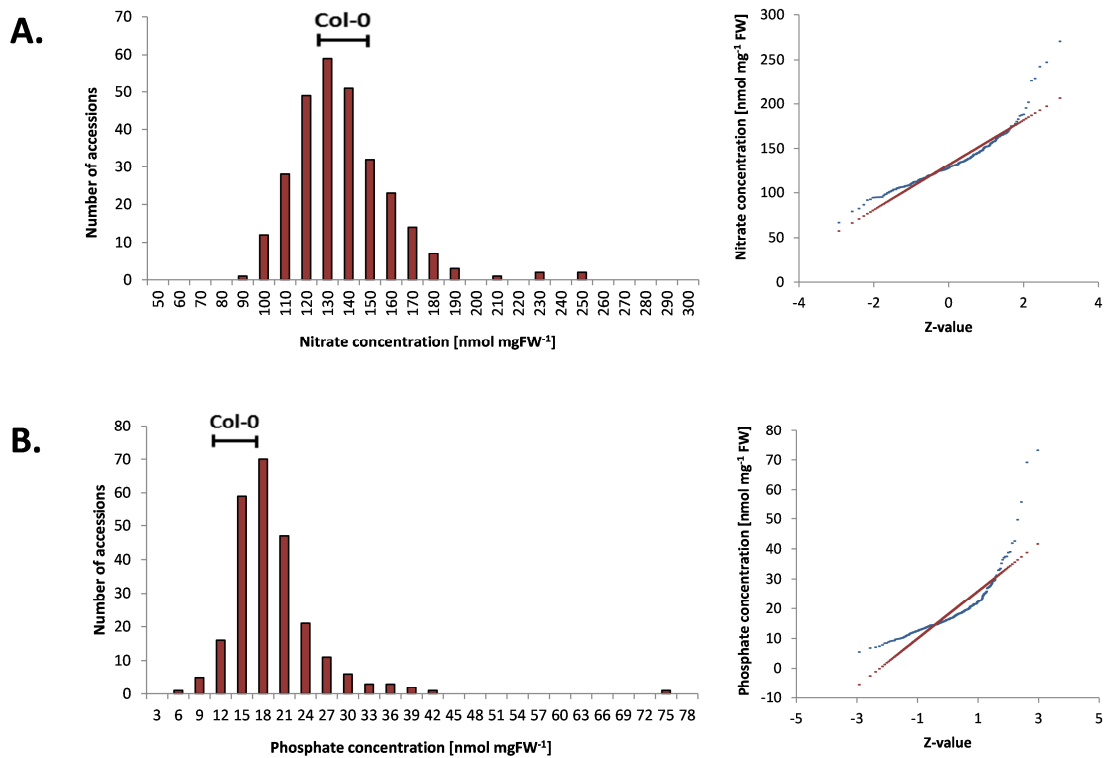 A.
Col-0
Number of accessions
70
60
50
40
30
20
10
0
50 60 70 80 90 100 110 120 130 140 150 160 170 180 190 210 230 250 260 270 280 290 300
Nitrate concentration [nmol mgFW-1]
Nitrate concentration [nmol mg-1 FW]
300
250
200
150
100
50
0
-4 -2 0 2 4
Z-value
B.
Col-0
Number of accessions
80
70
60
50
40
30
20
10
0
3 6 9 12 15 18 21 24 27 30 33 36 39 42 45 48 51 54 57 60 63 66 69 72 75 78
Phosphate concentration [nmol mgFW-1]
Phosphate concentration [nmol mg-1 FW]
80
70
60
50
40
30
20
10
0
-10
-5 -3 -1 1 3 5
Z-value